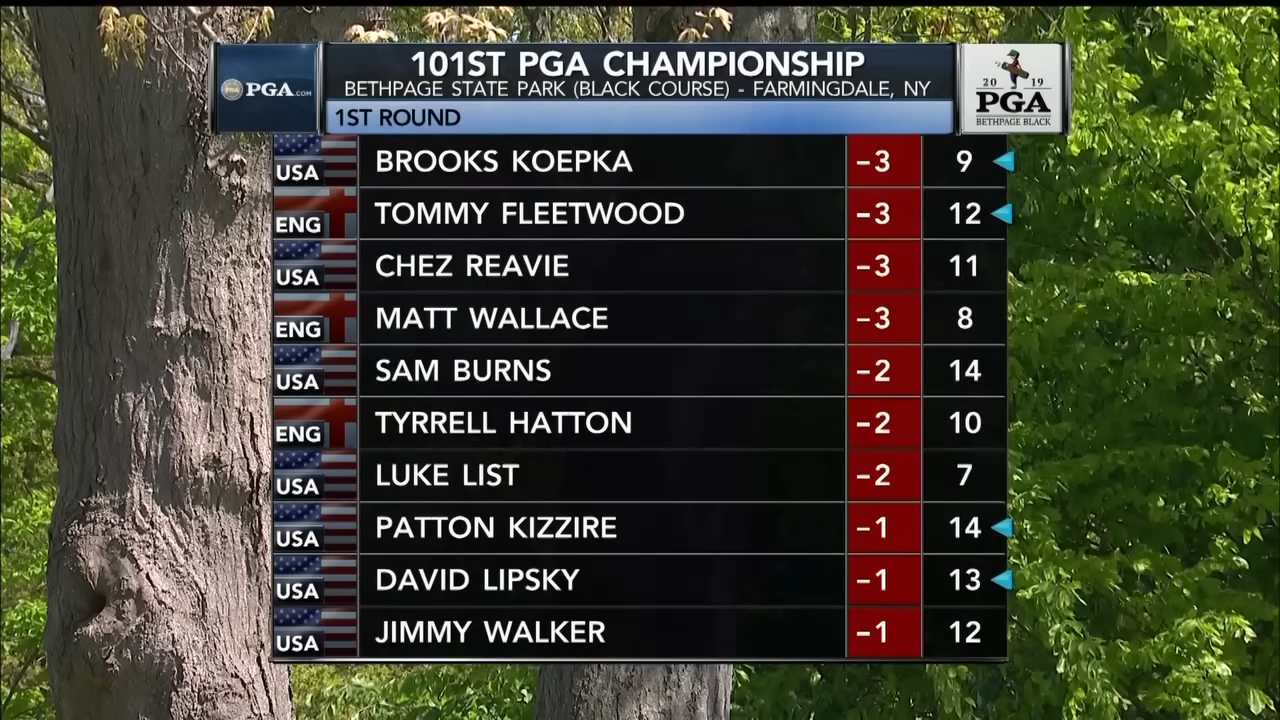 PGA.COM
101ST PGA CHAMPIONSHIP
BETHPAGE STATE PARK (BLACK COURSE) - FARMINGDALE, NY
1ST ROUND
2019
PGA
BETHPAGE BLACK
USA BROOKS KOEPKA -3 9
ENG TOMMY FLEETWOOD -3 12
USA CHEZ REAVIE -3 11
ENG MATT WALLACE -3 8
USA SAM BURNS -2 14
ENG TYRRELL HATTON -2 10
USA LUKE LIST -2 7
USA PATTON KIZZIRE -1 14
USA DAVID LIPSKY -1 13
USA JIMMY WALKER -1 12